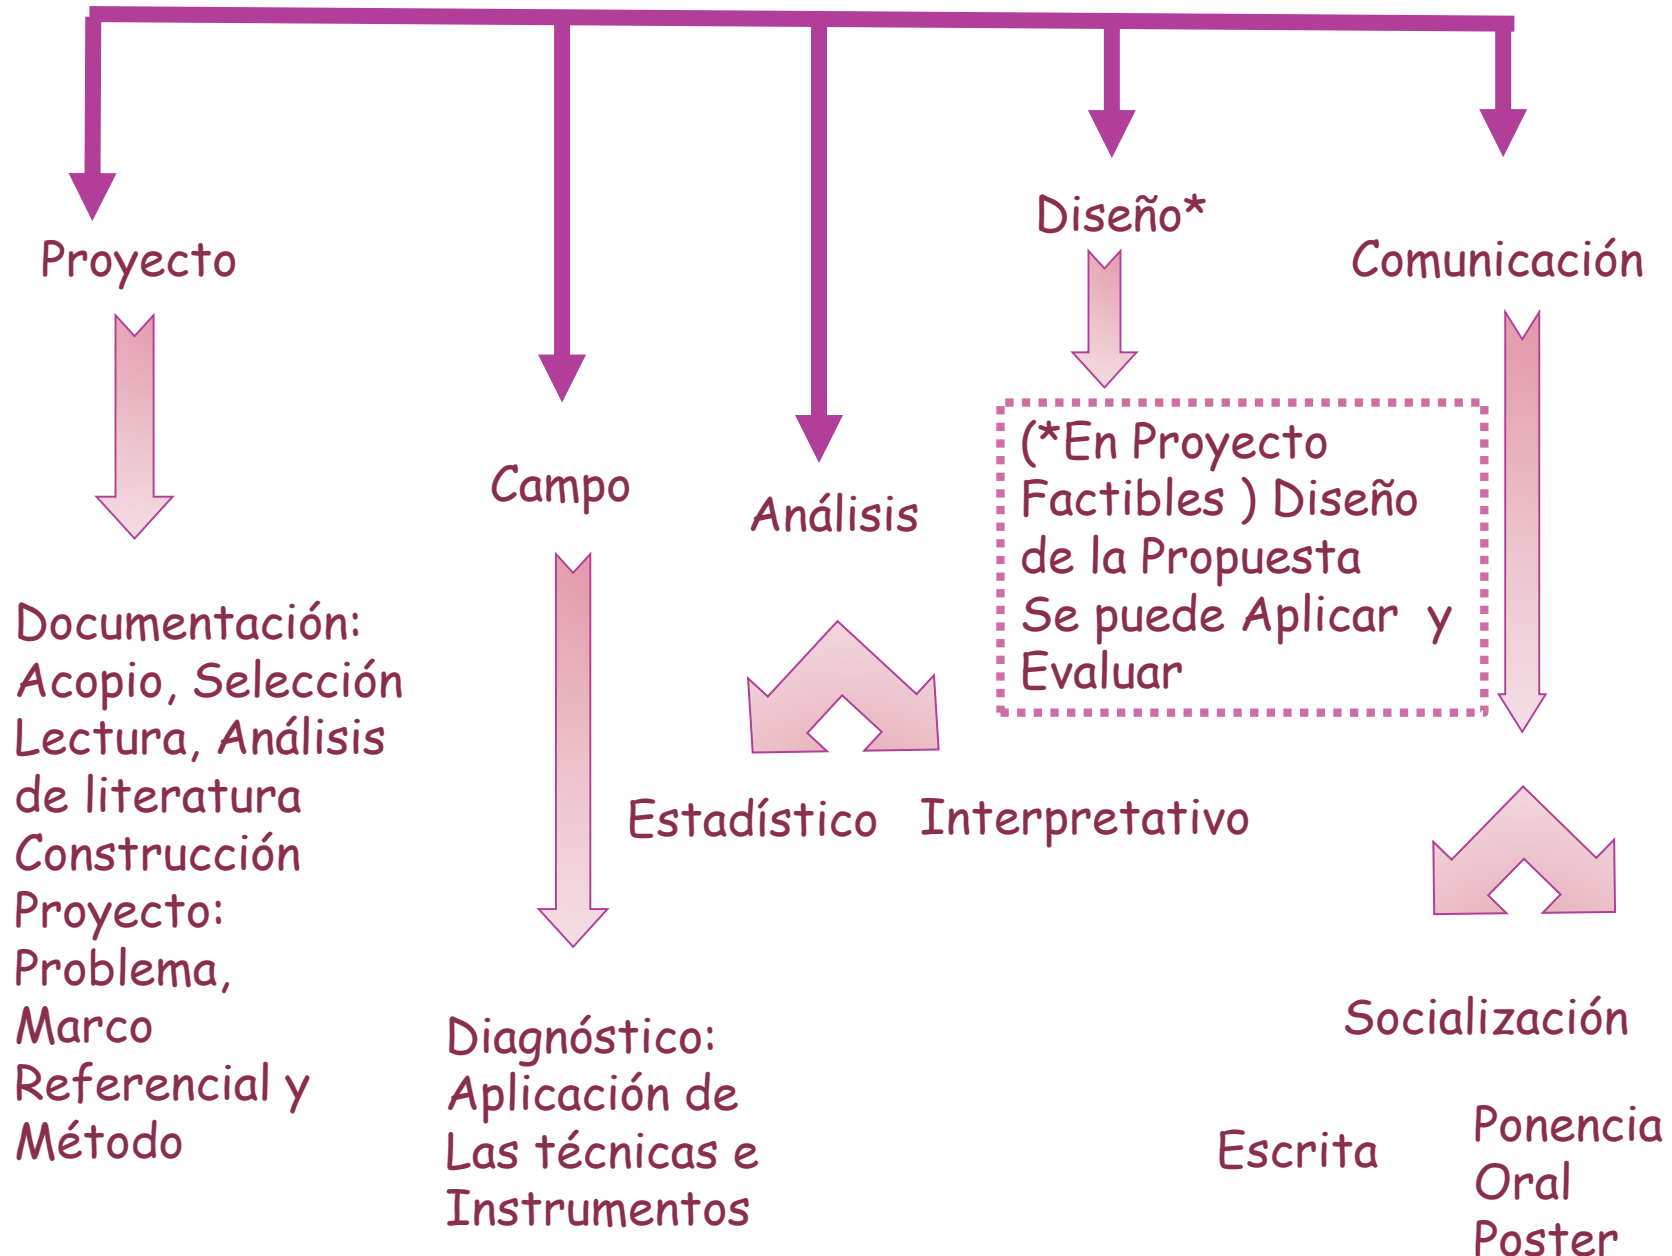 Proyecto
Documentación:
Acopio, Selección
Lectura, Análisis
de literatura
Construcción
Proyecto:
Problema,
Marco
Referencial y
Método
Campo
Diagnóstico:
Aplicación de
Las técnicas e
Instrumentos
Análisis
Estadístico
Interpretativo
Diseño*
(*En Proyecto
Factibles ) Diseño
de la Propuesta
Se puede Aplicar y
Evaluar
Comunicación
Socialización
Escrita
Ponencia
Oral
Poster